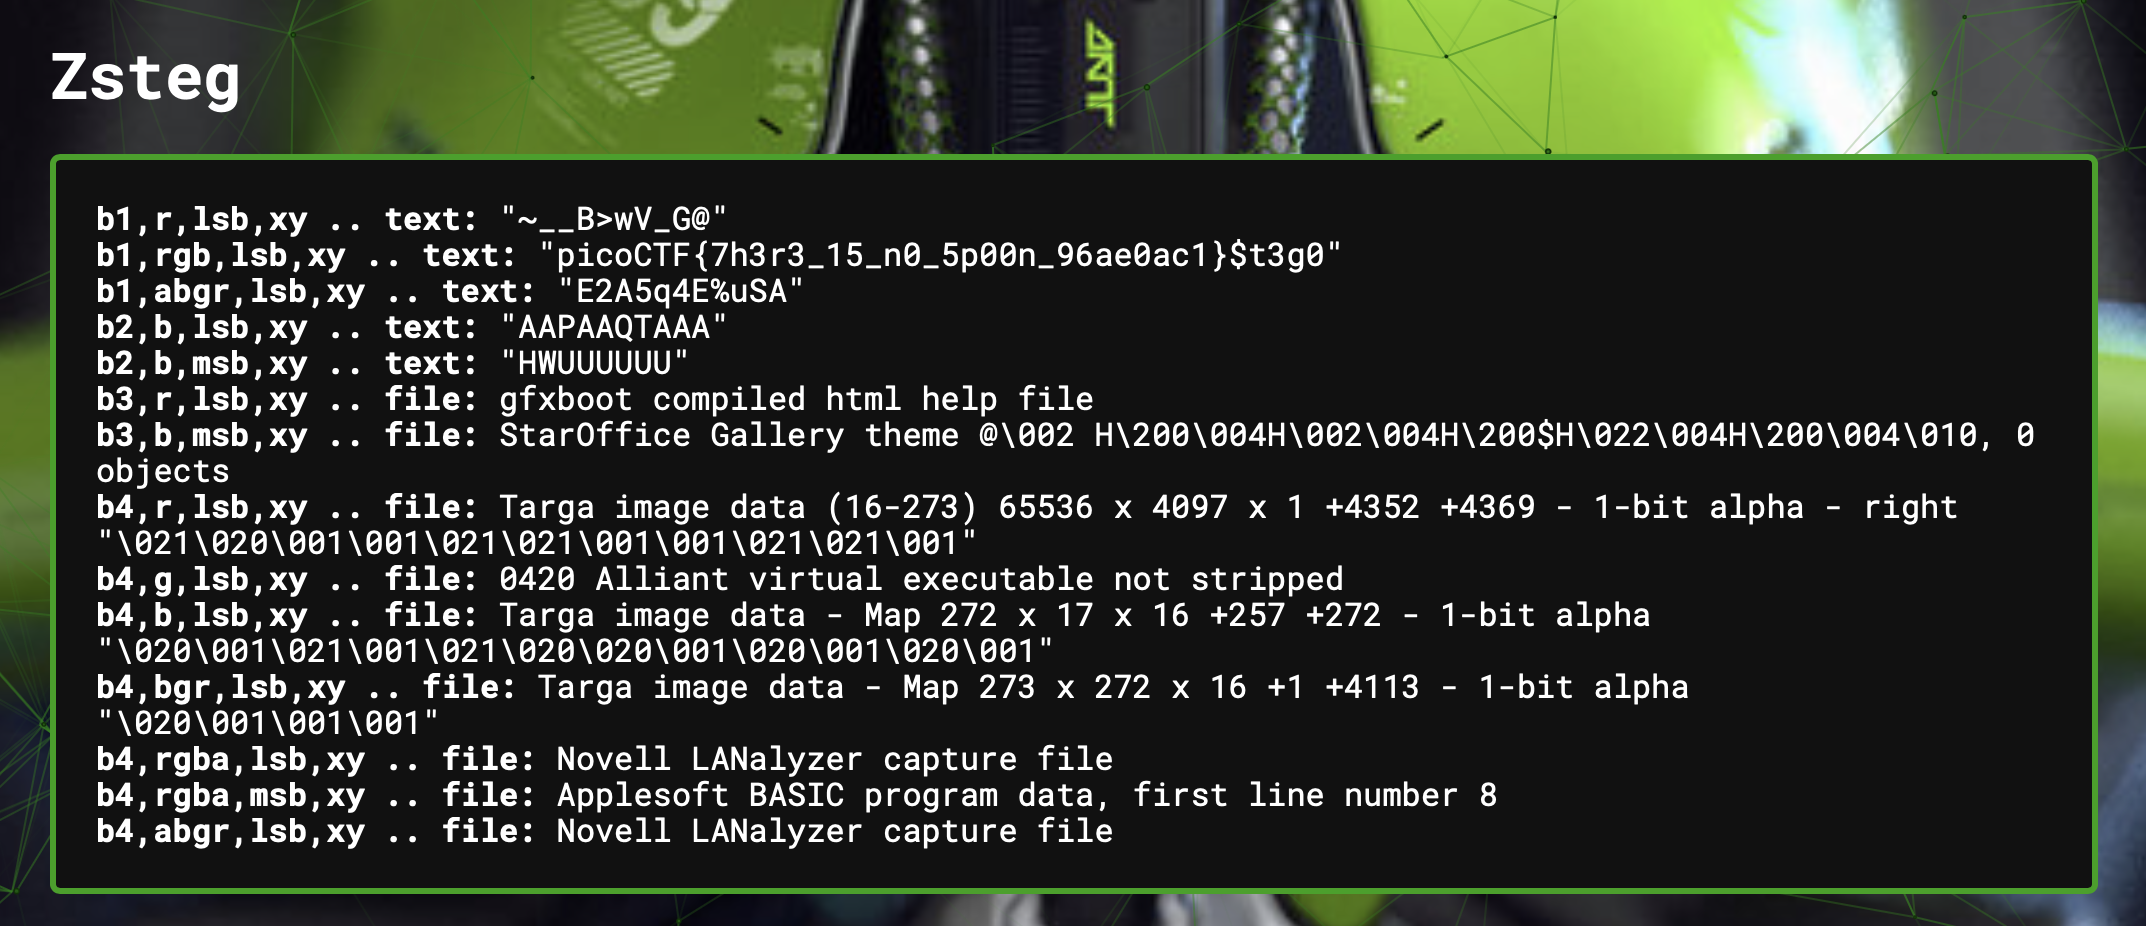 Zsteg
b1,r,lsb,xy .. text: "~__B>wV_G@"
b1,rgb,lsb,xy .. text: "picoCTF{7h3r3_15_n0_5p00n_96ae0ac1}$t3g0"
b1,abgr,lsb,xy .. text: "E2A5q4E%uSA"
b2,b,lsb,xy .. text: "AAPAAQTAAA"
b2,b,msb,xy .. text: "HWUUUUUU"
b3,r,lsb,xy .. file: gfxboot compiled html help file
b3,b,msb,xy .. file: StarOffice Gallery theme @\002 H\200\004H\002\004H\200$H\022\004H\200\004\010, 0
objects
b4,r,lsb,xy .. file: Targa image data (16-273) 65536 x 4097 x 1 +4352 +4369 - 1-bit alpha - right
"\021\020\001\001\021\021\001\001\021\021\001"
b4,g,lsb,xy .. file: 0420 Alliant virtual executable not stripped
b4,b,lsb,xy .. file: Targa image data - Map 272 x 17 x 16 +257 +272 - 1-bit alpha
"\020\001\021\001\021\020\020\001\020\001\020\001"
b4,bgr,lsb,xy .. file: Targa image data - Map 273 x 272 x 16 +1 +4113 - 1-bit alpha
"\020\001\001\001"
b4,rgba,lsb,xy .. file: Novell LANalyzer capture file
b4,rgba,msb,xy .. file: Applesoft BASIC program data, first line number 8
b4,abgr,lsb,xy .. file: Novell LANalyzer capture file